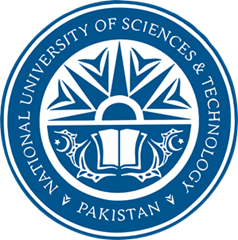 NATIONAL UNIVERSITY OF SCIENCES & TECHNOLOGY
PAKISTAN